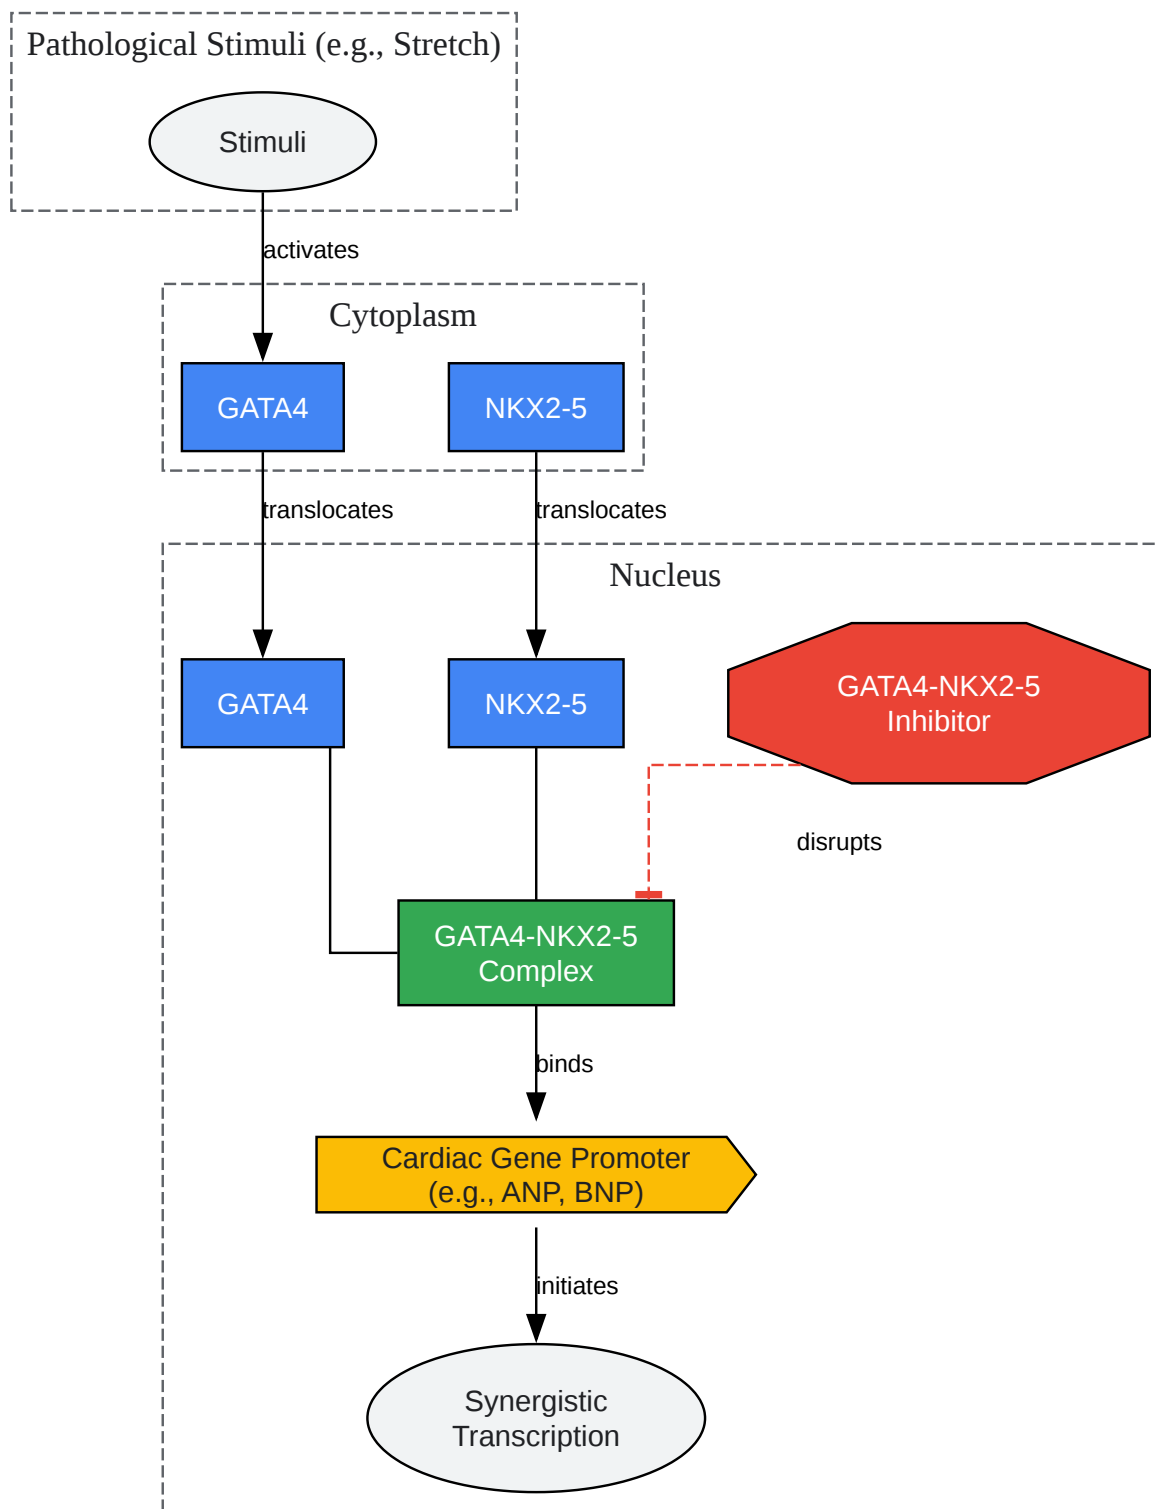 Pathological Stimuli (e.g., Stretch)
Stimuli
activates
Cytoplasm
GATA4
NKX2-5
translocates
translocates
Nucleus
GATA4
NKX2-5
GATA4-NKX2-5
Inhibitor
disrupts
GATA4-NKX2-5
Complex
binds
Cardiac Gene Promoter
(e.g., ANP, BNP)
initiates
Synergistic
Transcription